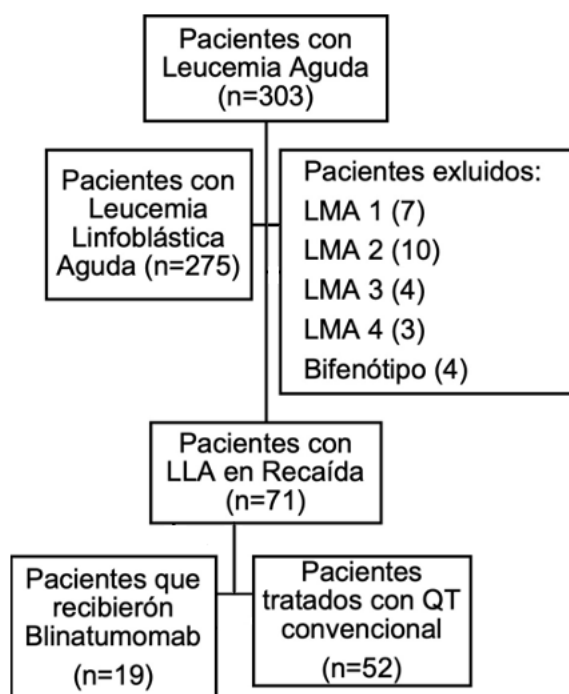 Pacientes con
Leucemia Aguda
(n=303)
Pacientes con
Leucemia
Linfoblástica
Aguda (n=275)
Pacientes exluidos:
LMA 1 (7)
LMA 2 (10)
LMA 3 (4)
LMA 4 (3)
Bifenótipo (4)
Pacientes con
LLA en Recaída
(n=71)
Pacientes que
recibierón
Blinatumomab
(n=19)
Pacientes
tratados con QT
convencional
(n=52)